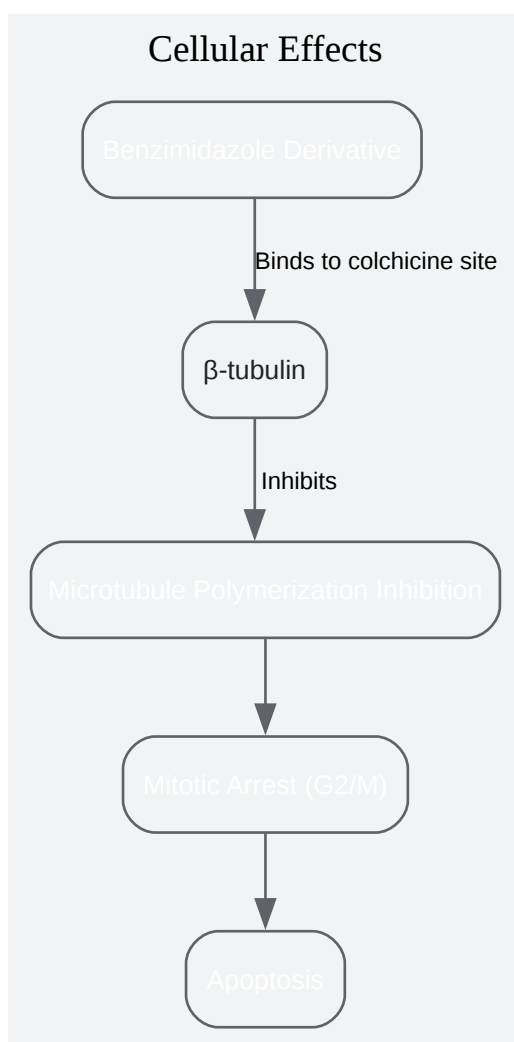 Cellular Effects
Benzimidazole Derivative
Binds to colchicine site
β-tubulin
Inhibits
Microtubule Polymerization Inhibition
Mitotic Arrest (G2/M)
Apoptosis